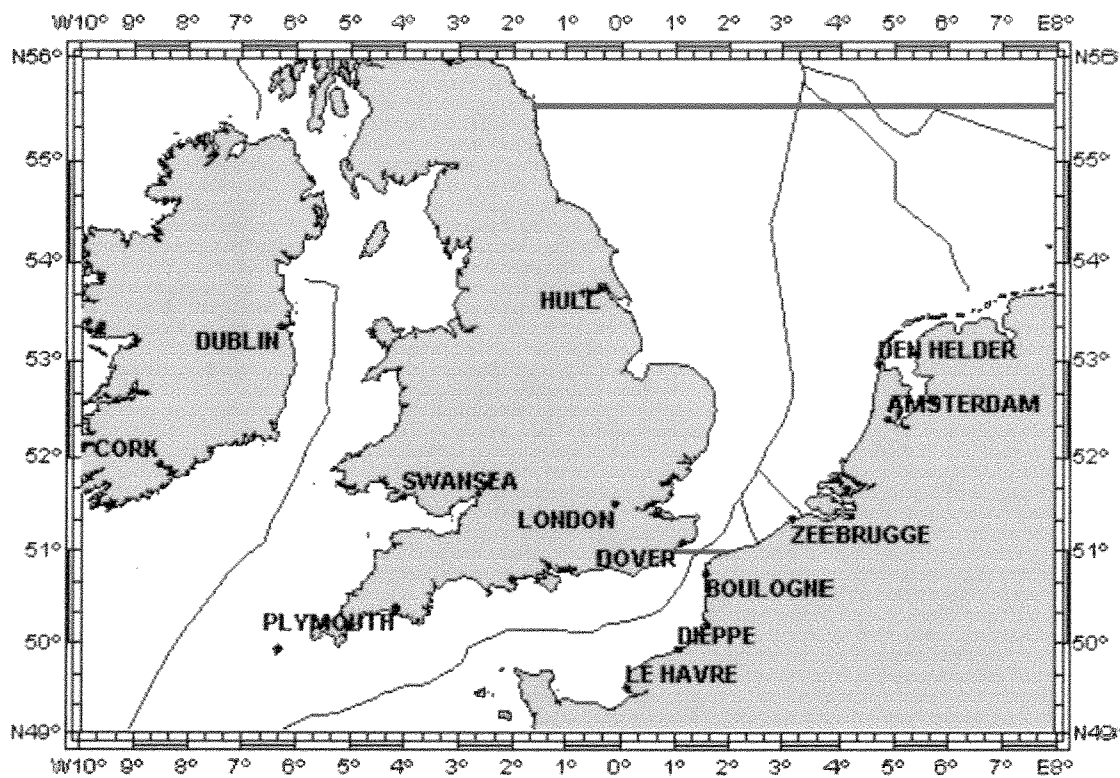 W10° 9° 8° 7° 6° 5° 4° 3° 2° 1° 0° 1° 2° 3° 4° 5° 6° 7° E8°
N56° N56
55° 55°
54° 54°
HULL
DUBLIN
DEN HELDER
53° 53°
AMSTERDAM
CORK
52° 52°
SWANSEA
LONDON
ZEEBRUGGE
51° DOVER 51°
BOULOGNE
PLYMOUTH
50° DIEPPE 50°
LE HAVRE
N49° N49°
W10° 9° 8° 7° 6° 5° 4° 3° 2° 1° 0° 1° 2° 3° 4° 5° 6° 7° E8°